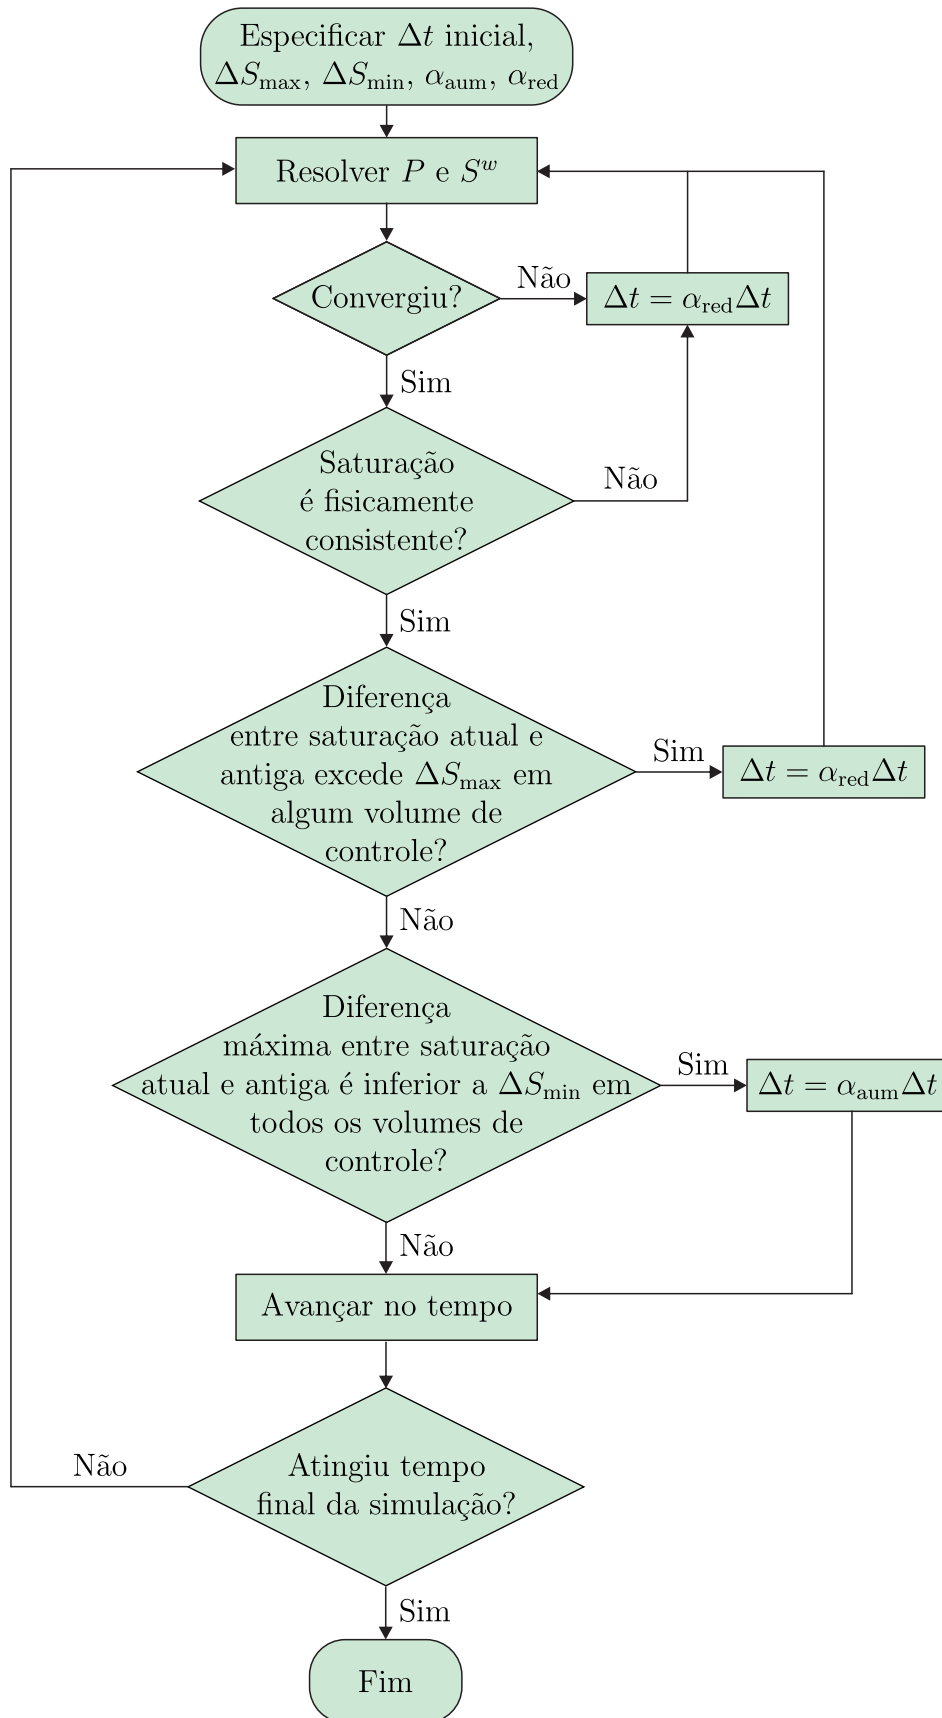 Especificar Δt inicial,
ΔS_max, ΔS_min, α_aum, α_red
Resolver P e S^w
Convergiu?
Não
Δt = α_red Δt
Sim
Saturação
é fisicamente
consistente?
Não
Sim
Diferença
entre saturação atual e
antiga excede ΔS_max em
algum volume de
controle?
Sim
Δt = α_red Δt
Não
Diferença
máxima entre saturação
atual e antiga é inferior a ΔS_min em
todos os volumes de
controle?
Sim
Δt = α_aum Δt
Não
Avançar no tempo
Não
Atingiu tempo
final da simulação?
Sim
Fim